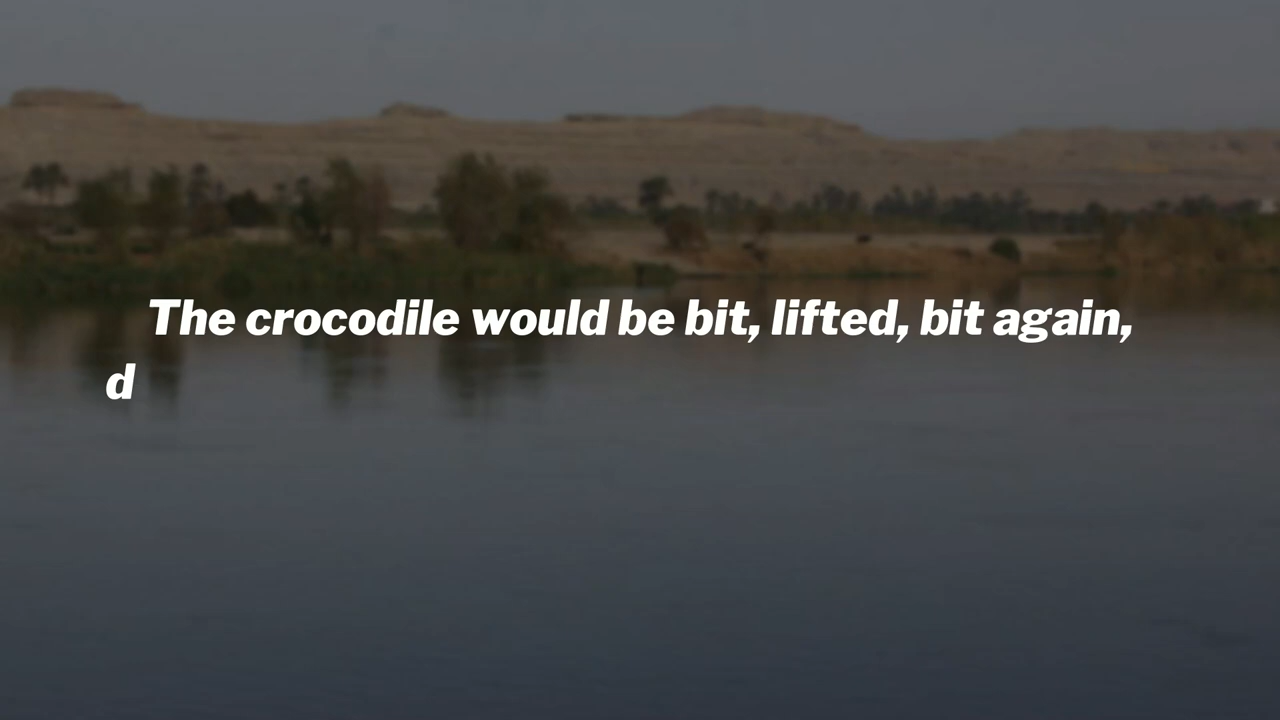 The crocodile would be bit, lifted, bit again,
d